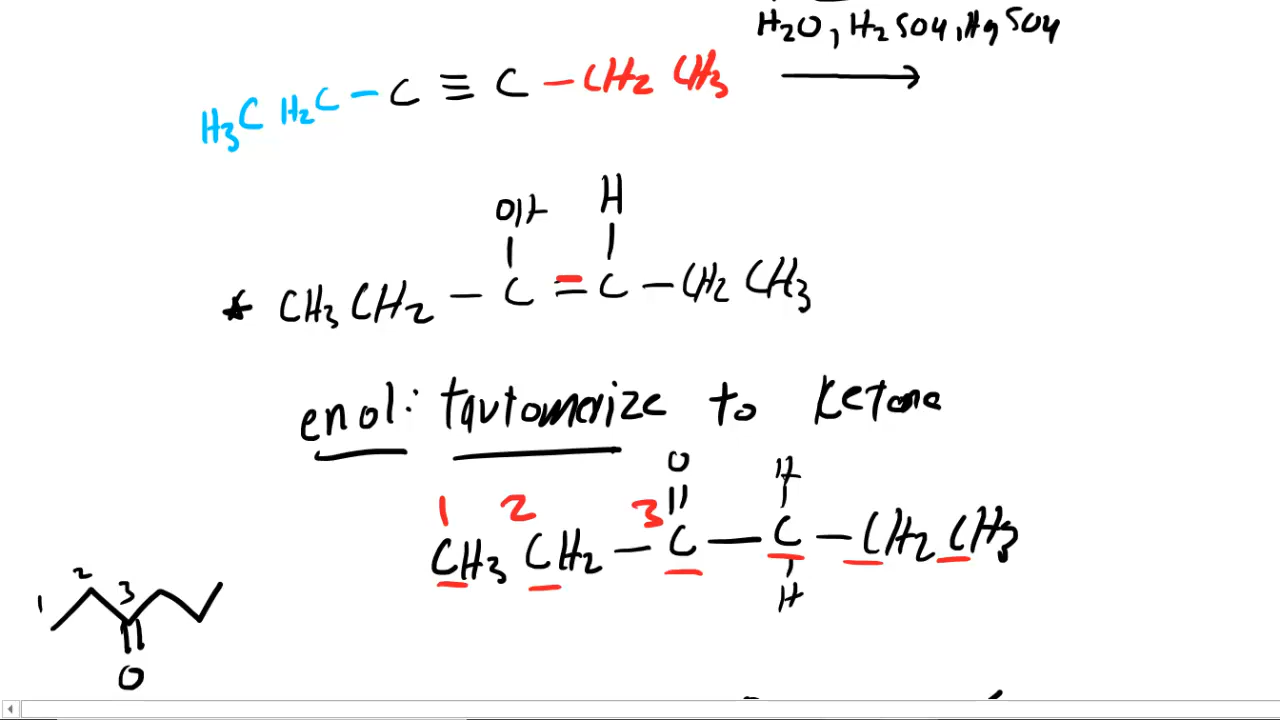 H2O, H2SO4, HgSO4
H3C H2C – C ≡ C – CH2 CH3
OH H
* CH3 CH2 – C = C – CH2 CH3
enol: tautomerize to Ketone
O H
1 2 3 ||
CH3 CH2 – C – C – CH2 CH3
H
1 2 3
O